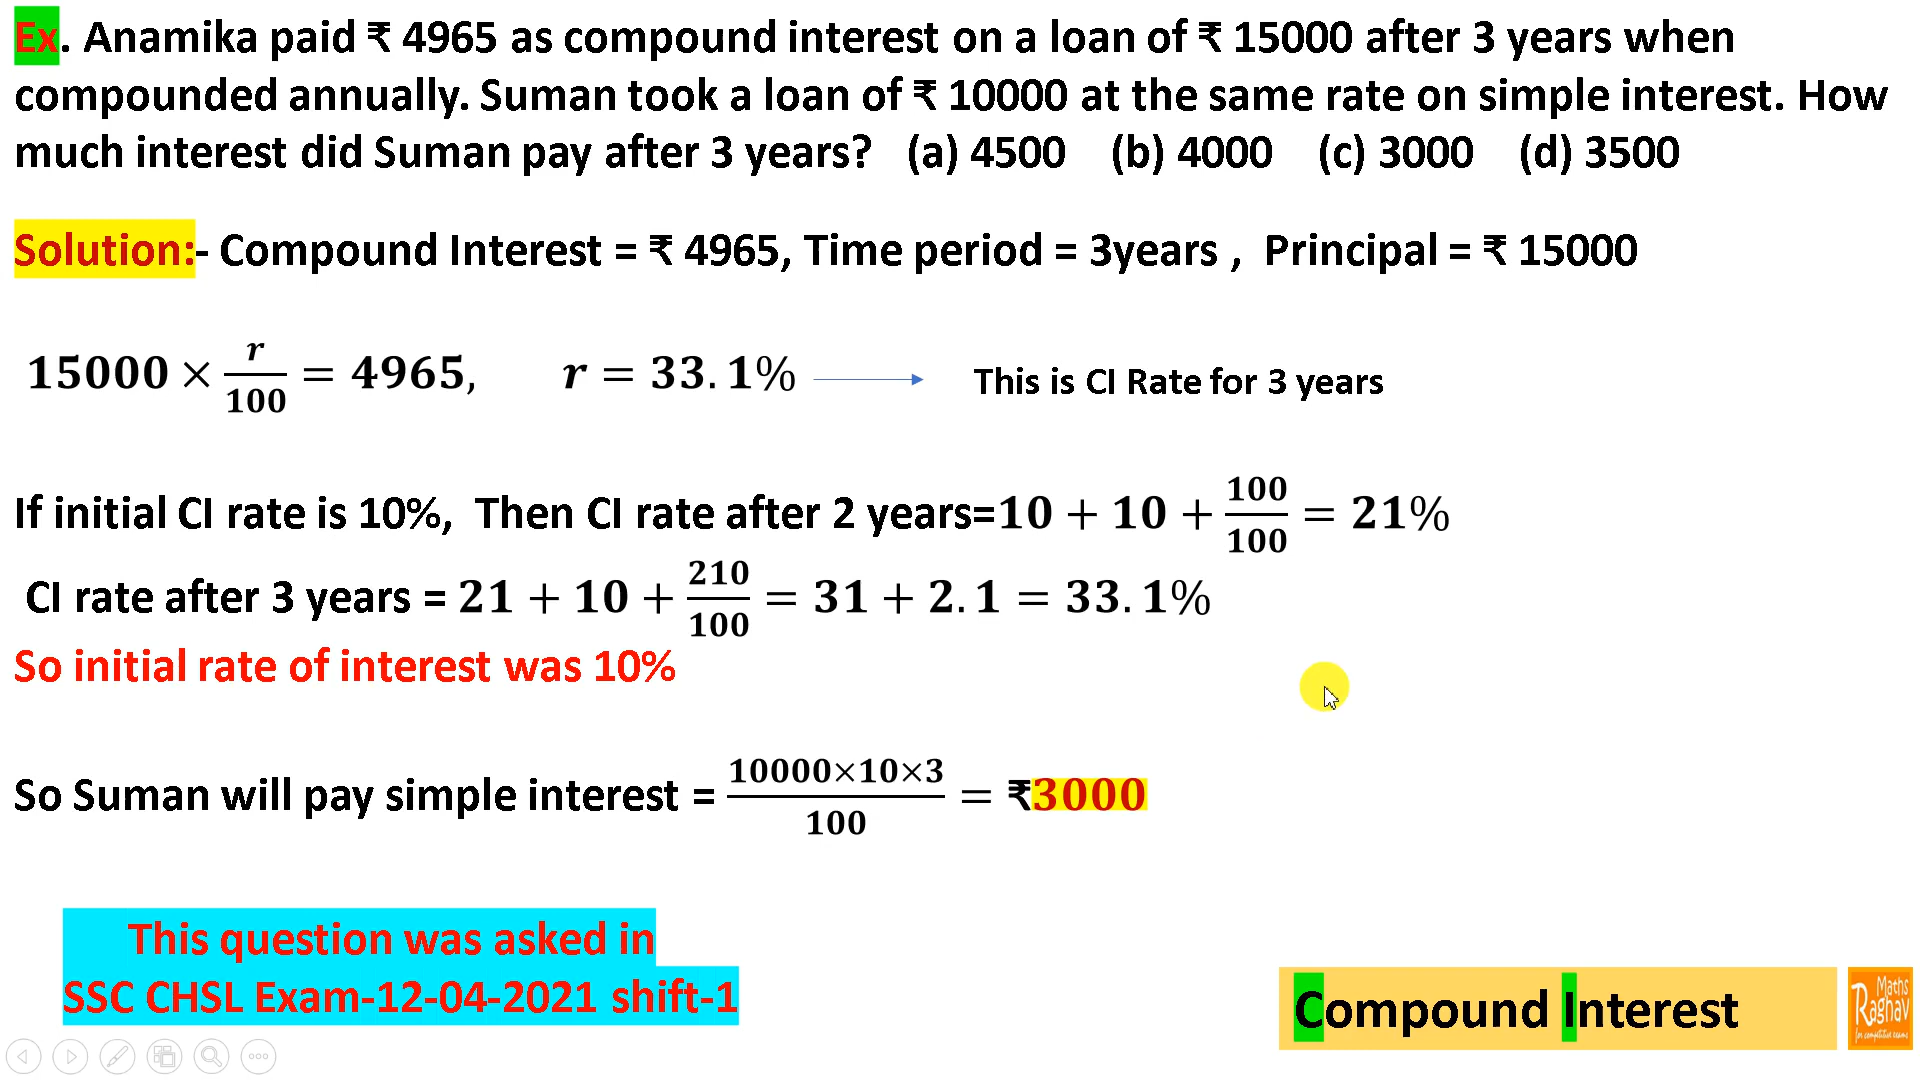 Ex. Anamika paid ₹ 4965 as compound interest on a loan of ₹ 15000 after 3 years when
compounded annually. Suman took a loan of ₹ 10000 at the same rate on simple interest. How
much interest did Suman pay after 3 years? (a) 4500 (b) 4000 (c) 3000 (d) 3500
Solution:- Compound Interest = ₹ 4965, Time period = 3years , Principal = ₹ 15000
15000 × r/100 = 4965, r = 33.1% This is CI Rate for 3 years
If initial CI rate is 10%, Then CI rate after 2 years=10 + 10 + 100/100 = 21%
CI rate after 3 years = 21 + 10 + 210/100 = 31 + 2.1 = 33.1%
So initial rate of interest was 10%
So Suman will pay simple interest = 10000×10×3/100 = ₹3000
This question was asked in
SSC CHSL Exam-12-04-2021 shift-1
Compound Interest
Maths
Raghav
for competitive exams